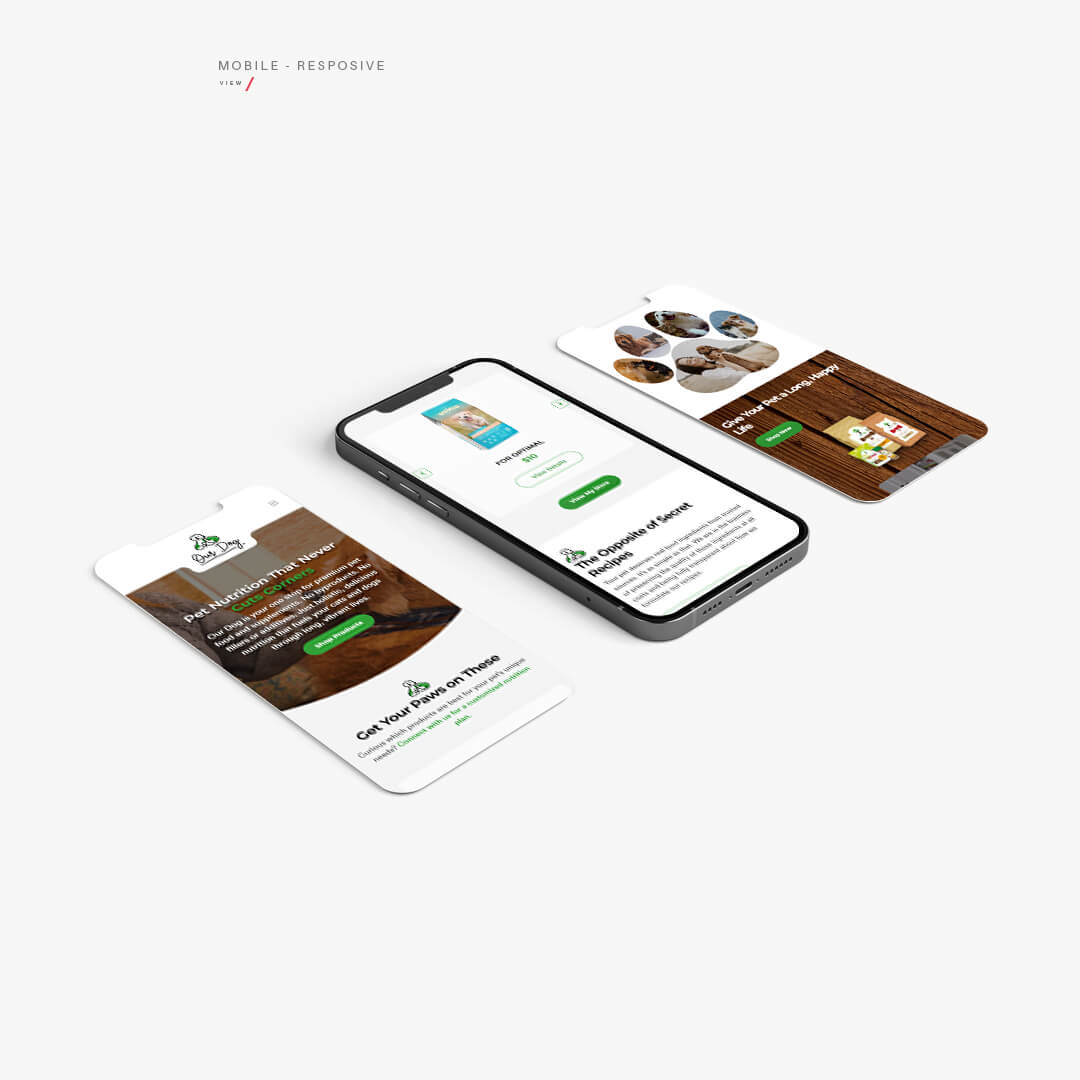 MOBILE - RESPOSIVE
VIEW
Our Dog
Pet Nutrition That Never
Cuts Corners
Our Dog is your one stop for premium pet
food and supplements. No byproducts. No
fillers or additives. Just holistic, delicious
nutrition that fuels your cats and dogs
through long, vibrant lives.
Shop Products
Get Your Paws on These
Curious which products are best for your pet's unique
needs? Connect with us for a customized nutrition
plan.
FOR OPTIMAL
$10
View Details
View My Store
The Opposite of Secret
Recipes
Your pet deserves real food ingredients from trusted
sources. It's as simple as that. We are in the business
of preserving the quality of those ingredients at all
costs and being fully transparent about how we
formulate our recipes.
Give Your Pet a Long, Happy
Life
Shop Now